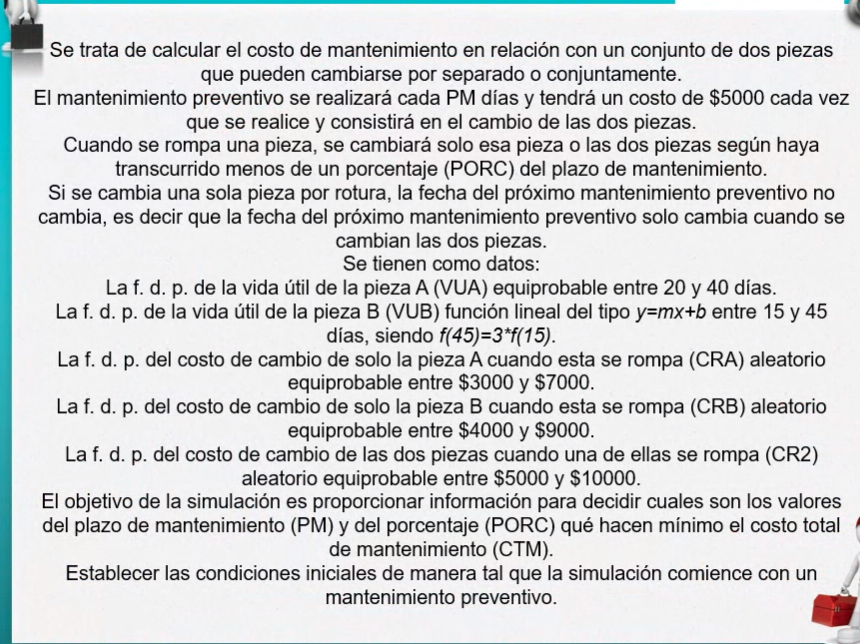 Se trata de calcular el costo de mantenimiento en relación con un conjunto de dos piezas
que pueden cambiarse por separado o conjuntamente.
El mantenimiento preventivo se realizará cada PM días y tendrá un costo de $5000 cada vez
que se realice y consistirá en el cambio de las dos piezas.
Cuando se rompa una pieza, se cambiará solo esa pieza o las dos piezas según haya
transcurrido menos de un porcentaje (PORC) del plazo de mantenimiento.
Si se cambia una sola pieza por rotura, la fecha del próximo mantenimiento preventivo no
cambia, es decir que la fecha del próximo mantenimiento preventivo solo cambia cuando se
cambian las dos piezas.
Se tienen como datos:
La f. d. p. de la vida útil de la pieza A (VUA) equiprobable entre 20 y 40 días.
La f. d. p. de la vida útil de la pieza B (VUB) función lineal del tipo y=mx+b entre 15 y 45
días, siendo f(45)=3*f(15).
La f. d. p. del costo de cambio de solo la pieza A cuando esta se rompa (CRA) aleatorio
equiprobable entre $3000 y $7000.
La f. d. p. del costo de cambio de solo la pieza B cuando esta se rompa (CRB) aleatorio
equiprobable entre $4000 y $9000.
La f. d. p. del costo de cambio de las dos piezas cuando una de ellas se rompa (CR2)
aleatorio equiprobable entre $5000 y $10000.
El objetivo de la simulación es proporcionar información para decidir cuales son los valores
del plazo de mantenimiento (PM) y del porcentaje (PORC) qué hacen mínimo el costo total
de mantenimiento (CTM).
Establecer las condiciones iniciales de manera tal que la simulación comience con un
mantenimiento preventivo.